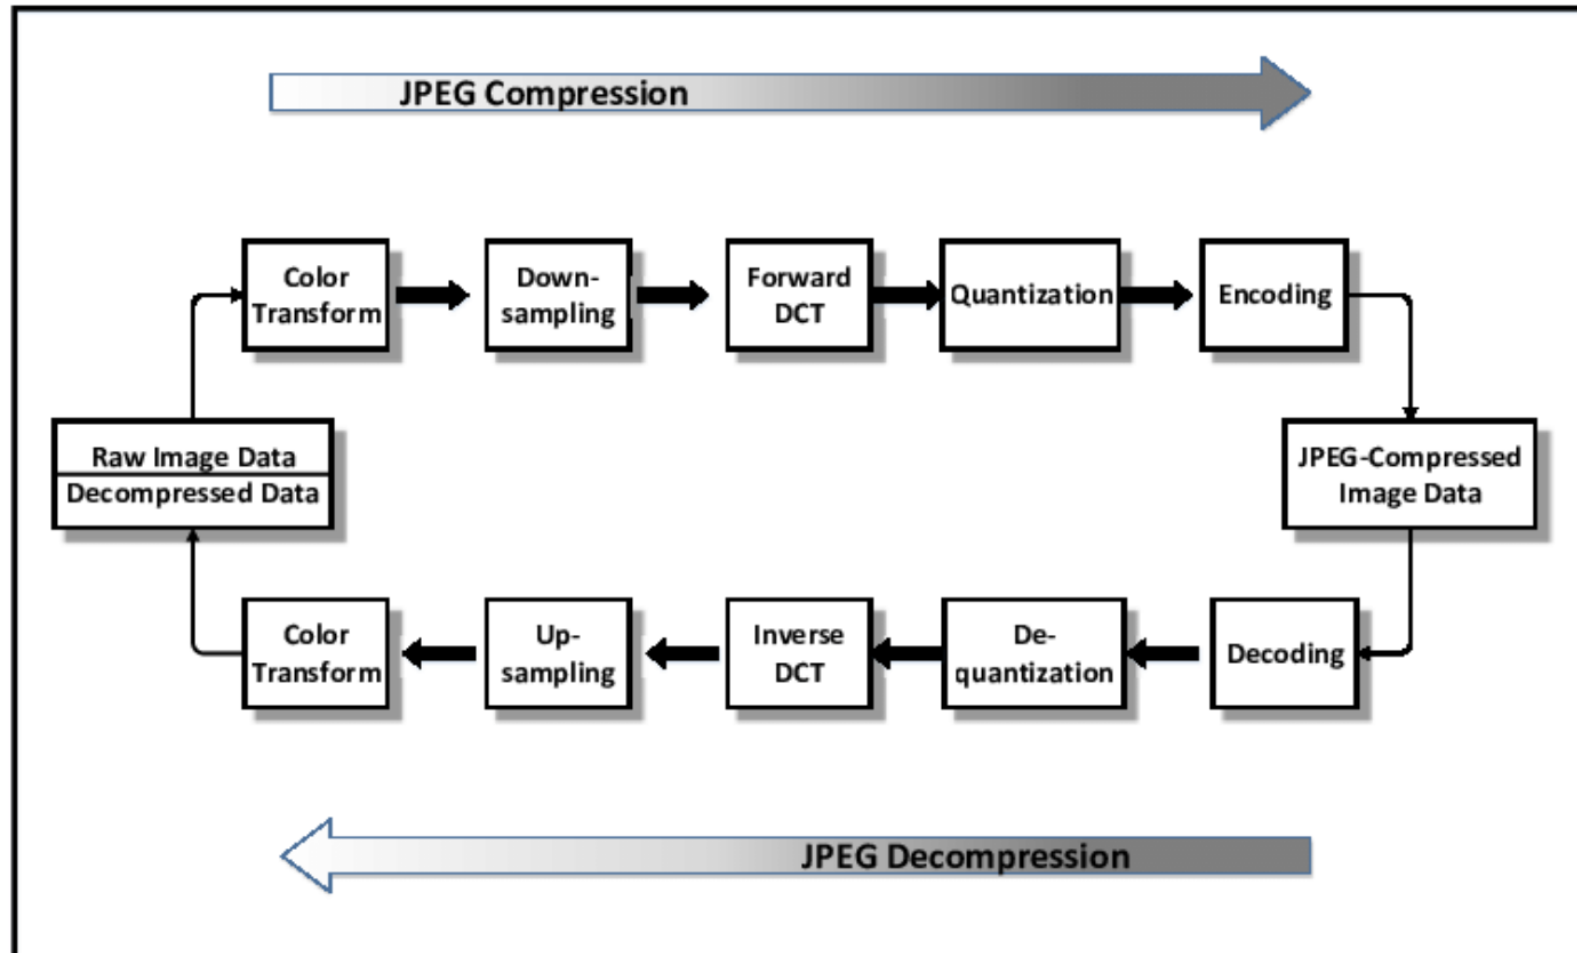 JPEG Compression
Color
Transform
Down-
sampling
Forward
DCT
Quantization
Encoding
Raw Image Data
Decompressed Data
JPEG-Compressed
Image Data
Color
Transform
Up-
sampling
Inverse
DCT
De-
quantization
Decoding
JPEG Decompression